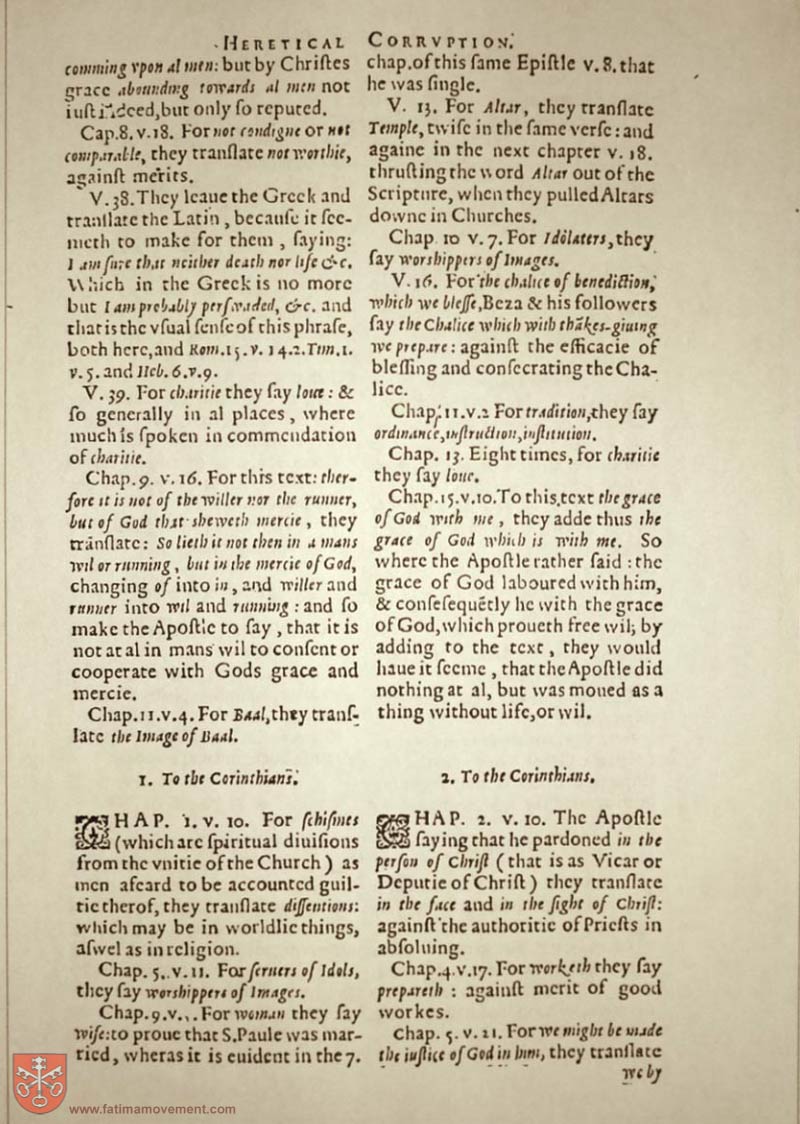 HERETICAL CORRVPTION.
comming vpon al men: but by Chriſtes
grace abounding towards al men not
iuſt indeed, but only ſo reputed.
Cap.8.v.18. For not condigne or not
comparable, they tranſlate not worthie,
againſt merits.
V.38. They leaue the Greek and
tranſlate the Latin, becauſe it ſee-
meth to make for them, ſaying:
I am ſure that neither death nor life &c.
Which in the Greek is no more
but I am probably perſwaded, &c. and
that is the vſual ſenſe of this phraſe,
both here, and Rom.15.v.14.2.Tim.1.
v.5. and Heb.6.v.9.
V. 39. For charitie they ſay loue: &
ſo generally in al places, where
much is ſpoken in commendation
of charitie.
Chap.9. v.16. For this text: ther-
fore it is not of the willer nor the runner,
but of God that sheweth mercie, they
trãnſlate: So lieth it not then in a mans
wil or running, but in the mercie of God,
changing of into in, and willer and
runner into wil and running: and ſo
make the Apoſtle to ſay, that it is
not at al in mans wil to conſent or
cooperate with Gods grace and
mercie.
Chap.11.v.4. For Baal, they tranſ-
late the Image of Baal.
1. To the Corinthians.
CHAP. 1. v. 10. For ſchiſmes
(which are ſpiritual diuiſions
from the vnitie of the Church) as
men afeard to be accounted guil-
tie therof, they tranſlate diſſentions:
which may be in worldlie things,
aſwel as in religion.
Chap. 5. v. 11. For ſeruers of Idols,
they ſay worshippers of Images.
Chap.9.v... For woman they ſay
wife: to proue that S. Paule was mar-
ried, wheras it is euident in the 7.
chap. of this ſame Epiſtle v. 8. that
he was ſingle.
V. 13. For Altar, they tranſlate
Temple, twiſe in the ſame verſe: and
againe in the next chapter v. 18.
thruſting the word Altar out of the
Scripture, when they pulled Altars
downe in Churches.
Chap 10 v.7. For Idolaters, they
ſay worshippers of Images.
V.16. For the chalice of benediction,
which we bleſſe, Beza & his followers
ſay the Chalice which with thãkes-giuing
we prepare: againſt the efficacie of
bleſſing and conſecrating the Cha-
lice.
Chap. 11.v.2 For tradition, they ſay
ordinance, inſtruction, inſtitution.
Chap. 13. Eight times, for charitie
they ſay loue.
Chap.15.v.10. To this text the grace
of God with me, they adde thus the
grace of God which is with me. So
where the Apoſtle rather ſaid: the
grace of God laboured with him,
& conſeſequẽtly he with the grace
of God, which proueth free wil; by
adding to the text, they would
haue it ſeeme, that the Apoſtle did
nothing at al, but was moued as a
thing without life, or wil.
2. To the Corinthians.
CHAP. 2. v. 10. The Apoſtle
ſaying that he pardoned in the
perſon of Chriſt (that is as Vicar or
Deputie of Chriſt) they tranſlate
in the face and in the ſight of Chriſt:
againſt the authoritie of Prieſts in
abſoluing.
Chap.4.v.17. For worketh they ſay
prepareth: againſt merit of good
workes.
Chap. 5. v. 21. For we might be made
the iuſtice of God in him, they tranſlate
we by
www.fatimamovement.com